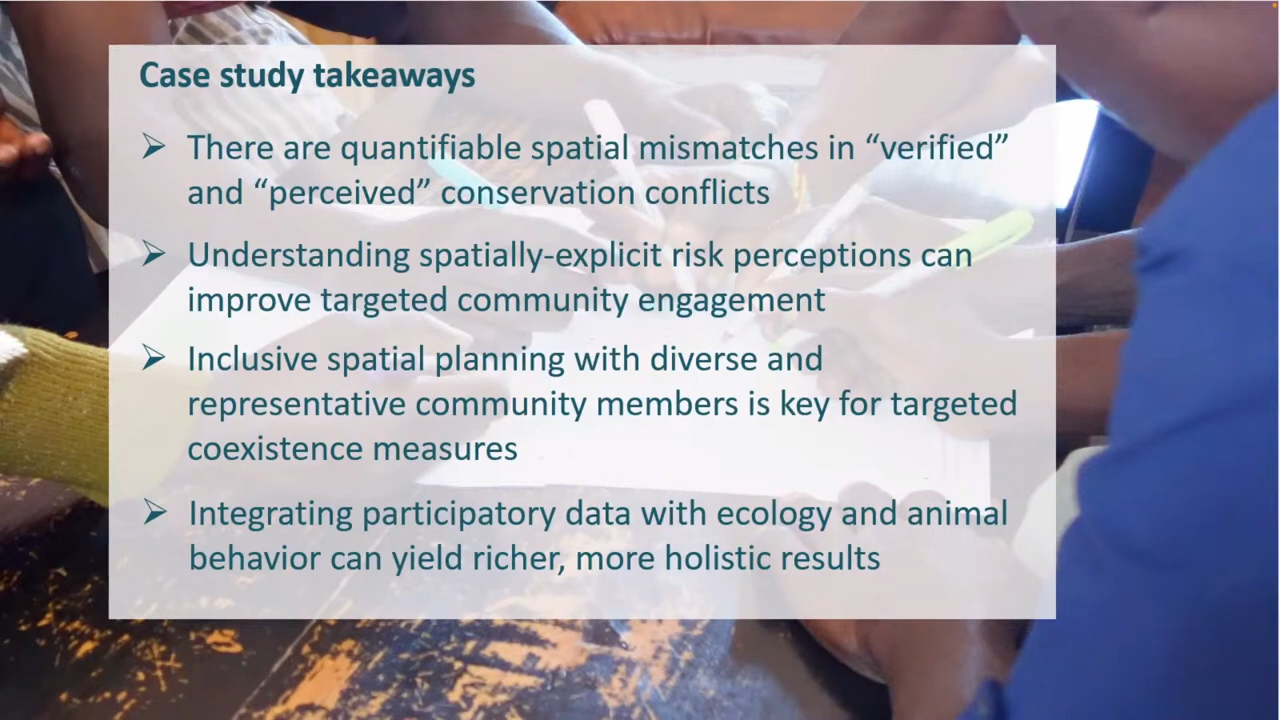 Case study takeaways
➢ There are quantifiable spatial mismatches in “verified”
and “perceived” conservation conflicts
➢ Understanding spatially-explicit risk perceptions can
improve targeted community engagement
➢ Inclusive spatial planning with diverse and
representative community members is key for targeted
coexistence measures
➢ Integrating participatory data with ecology and animal
behavior can yield richer, more holistic results